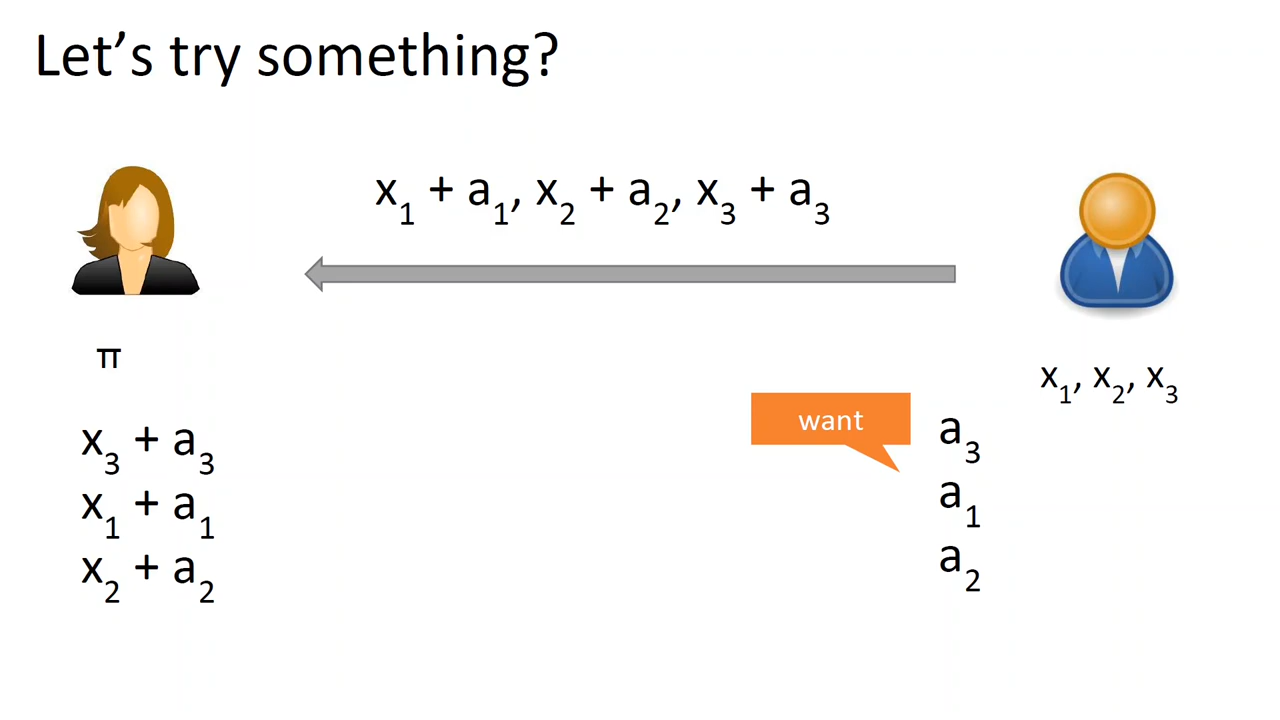 Let's try something?
x₁ + a₁, x₂ + a₂, x₃ + a₃
π
x₁, x₂, x₃
want
x₃ + a₃
x₁ + a₁
x₂ + a₂
a₃
a₁
a₂